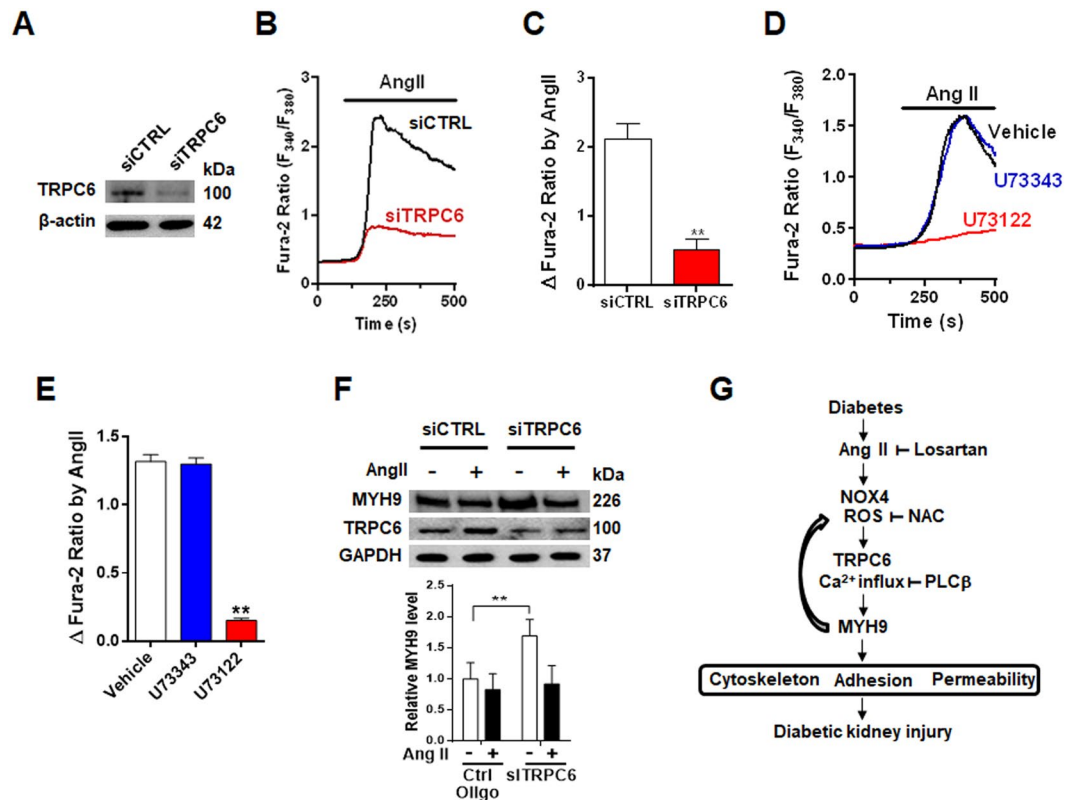 A
siCTRL
siTRPC6
kDa
TRPC6
100
β-actin
42
B
Fura-2 Ratio (F340/F380)
3
2
1
0
AngII
siCTRL
siTRPC6
0
250
500
Time (s)
C
Δ Fura-2 Ratio by AngII
3
2
1
0
**
siCTRL
siTRPC6
D
Fura-2 Ratio (F340/F380)
2.0
1.5
1.0
0.5
0
Ang II
Vehicle
U73343
U73122
0
250
500
Time (s)
E
Δ Fura-2 Ratio by AngII
1.5
1.0
0.5
0.0
**
Vehicle
U73343
U73122
F
siCTRL siTRPC6
AngII - + - + kDa
MYH9 226
TRPC6 100
GAPDH 37
Relative MYH9 level
2.5
2.0
1.5
1.0
0.5
0.0
**
Ang II - + - +
Ctrl sITRPC6
Ollgo
G
Diabetes
Ang II ⊢ Losartan
NOX4
ROS ⊢ NAC
TRPC6
Ca2+ influx ⊢ PLCβ
MYH9
Cytoskeleton Adhesion Permeability
Diabetic kidney injury